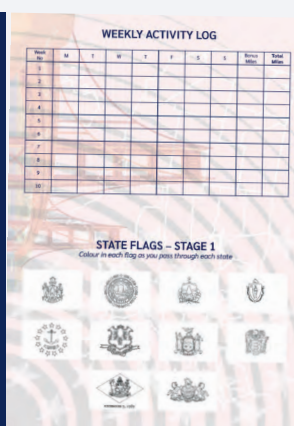 WEEKLY ACTIVITY LOG
Week No M T W T F S S Bonus Miles Total Miles
1
2
3
4
5
6
7
8
9
10
STATE FLAGS – STAGE 1
Colour in each flag as you pass through each state